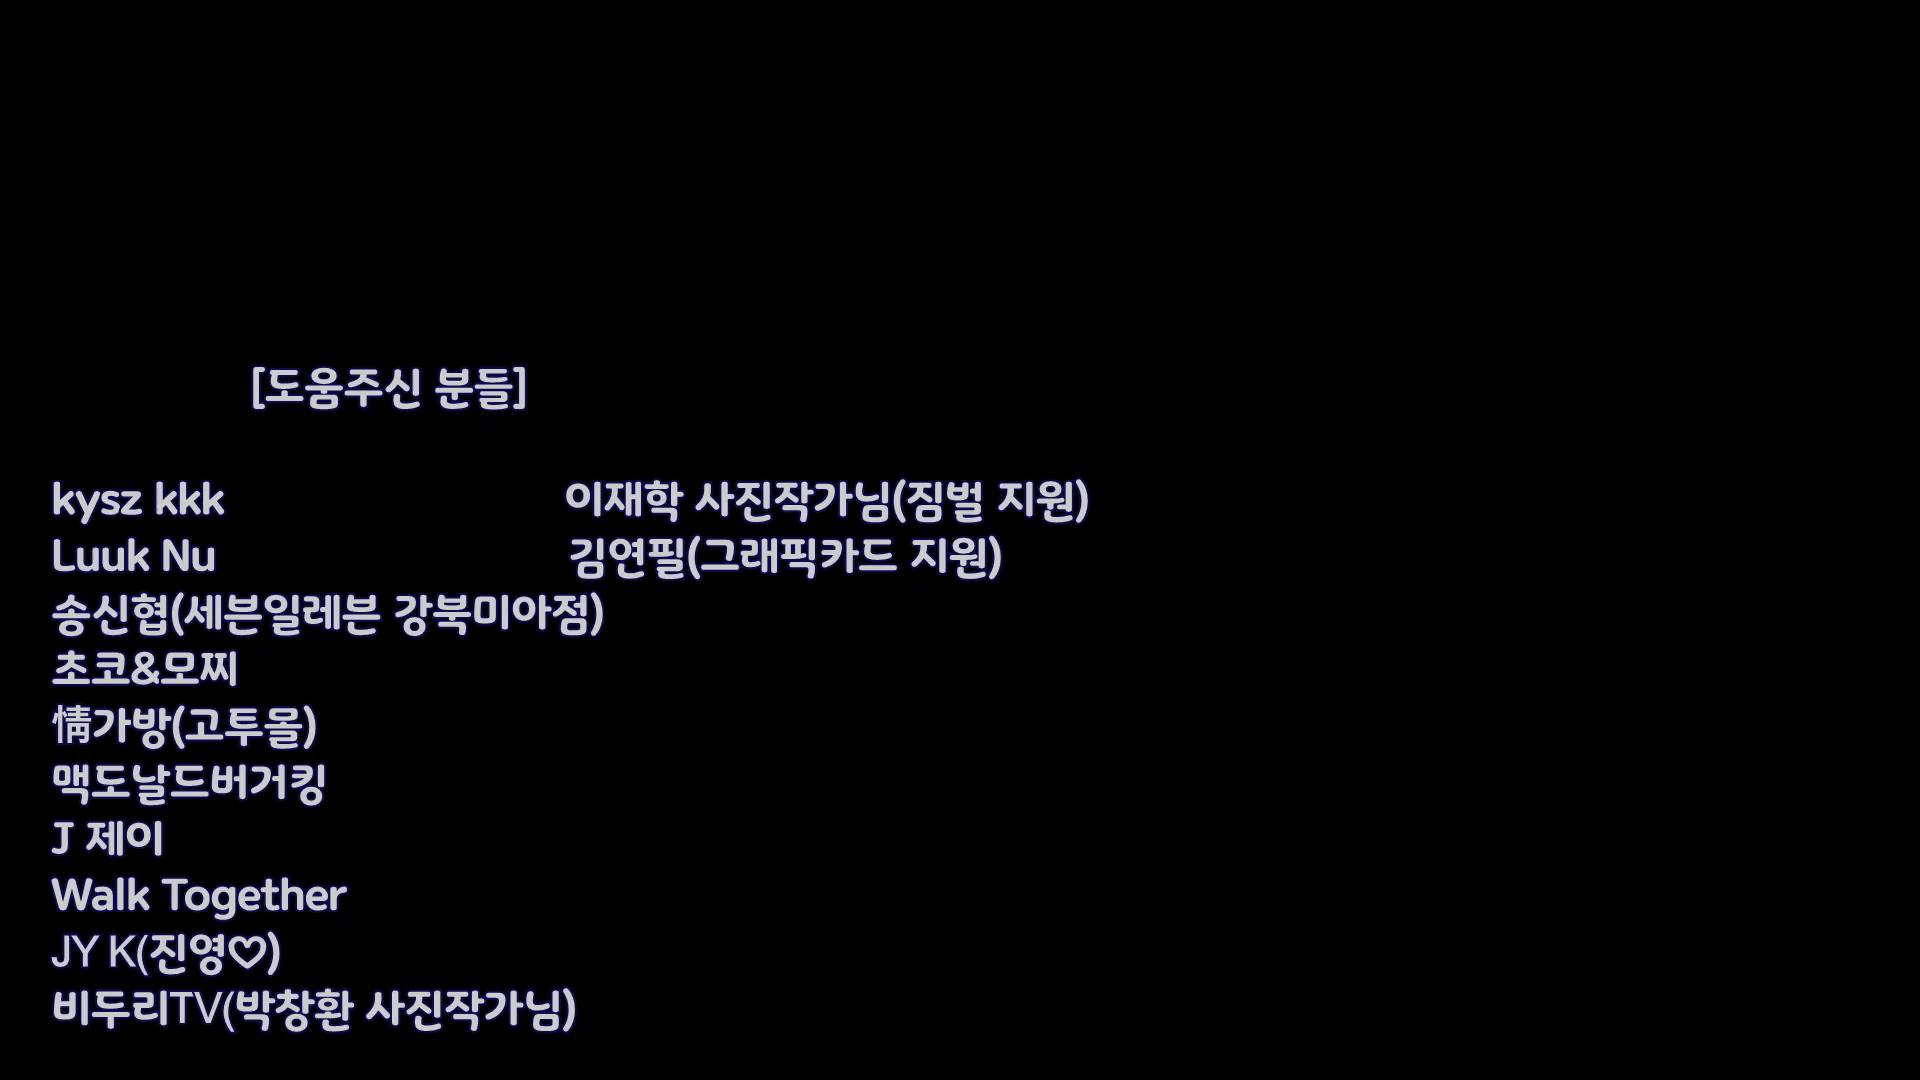 [도움주신 분들]
kysz kkk
Luuk Nu
송신협(세븐일레븐 강북미아점)
초코&모찌
情가방(고투몰)
맥도날드버거킹
J 제이
Walk Together
JY K(진영♡)
비두리TV(박창환 사진작가님)
이재학 사진작가님(짐벌 지원)
김연필(그래픽카드 지원)